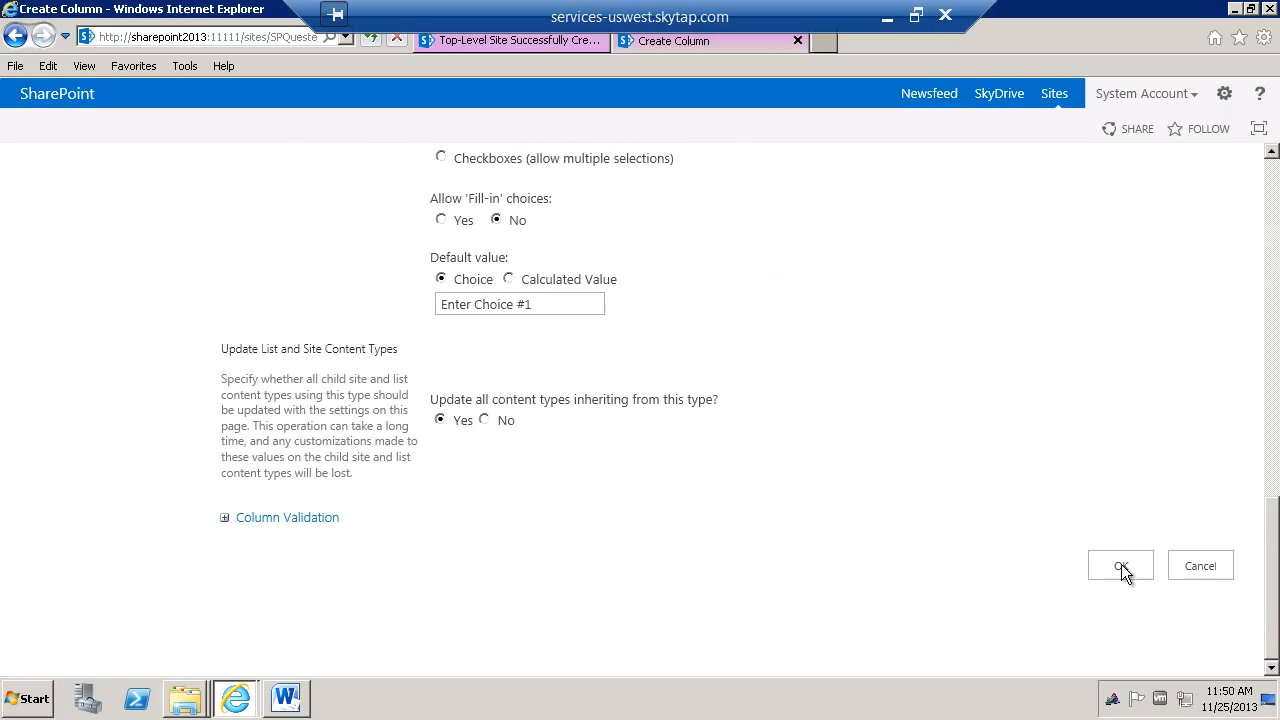 Create Column - Windows Internet Explorer
services-uswest.skytap.com
http://sharepoint2013:11111/sites/SPQueste
Top-Level Site Successfully Cre...
Create Column
File Edit View Favorites Tools Help
SharePoint
Newsfeed SkyDrive Sites System Account
SHARE FOLLOW
Checkboxes (allow multiple selections)
Allow 'Fill-in' choices:
Yes No
Default value:
Choice Calculated Value
Enter Choice #1
Update List and Site Content Types
Specify whether all child site and list
content types using this type should
be updated with the settings on this
page. This operation can take a long
time, and any customizations made to
these values on the child site and list
content types will be lost.
Update all content types inheriting from this type?
Yes No
Column Validation
OK Cancel
Start
11:50 AM
11/25/2013